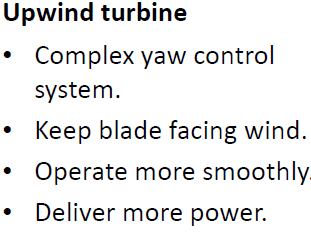 Upwind turbine
• Complex yaw control
system.
• Keep blade facing wind.
• Operate more smoothly.
• Deliver more power.